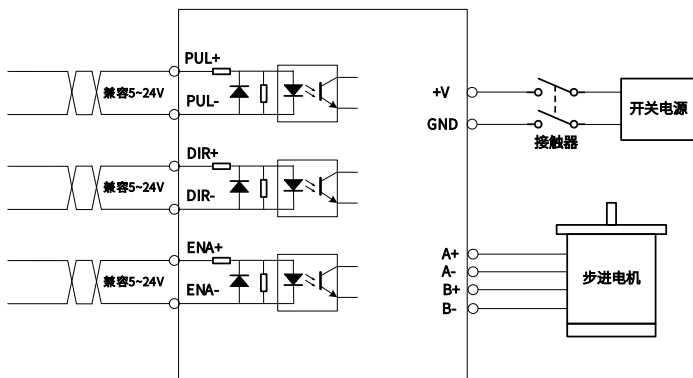 PUL+
兼容5~24V
PUL-
DIR+
兼容5~24V
DIR-
ENA+
兼容5~24V
ENA-
+V
GND
接触器
开关电源
A+
A-
B+
B-
步进电机